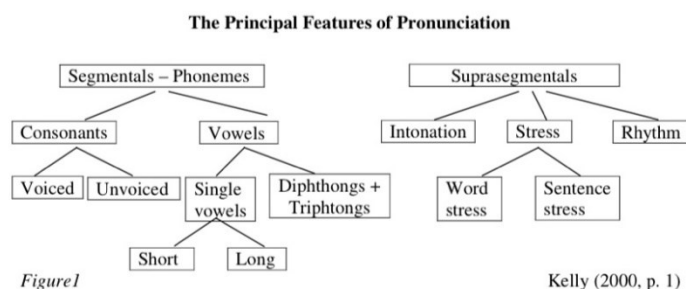 The Principal Features of Pronunciation
Segmentals – Phonemes
Suprasegmentals
Consonants
Vowels
Intonation
Stress
Rhythm
Voiced
Unvoiced
Single
vowels
Diphthongs +
Triphtongs
Word
stress
Sentence
stress
Short
Long
Figure1
Kelly (2000, p. 1)